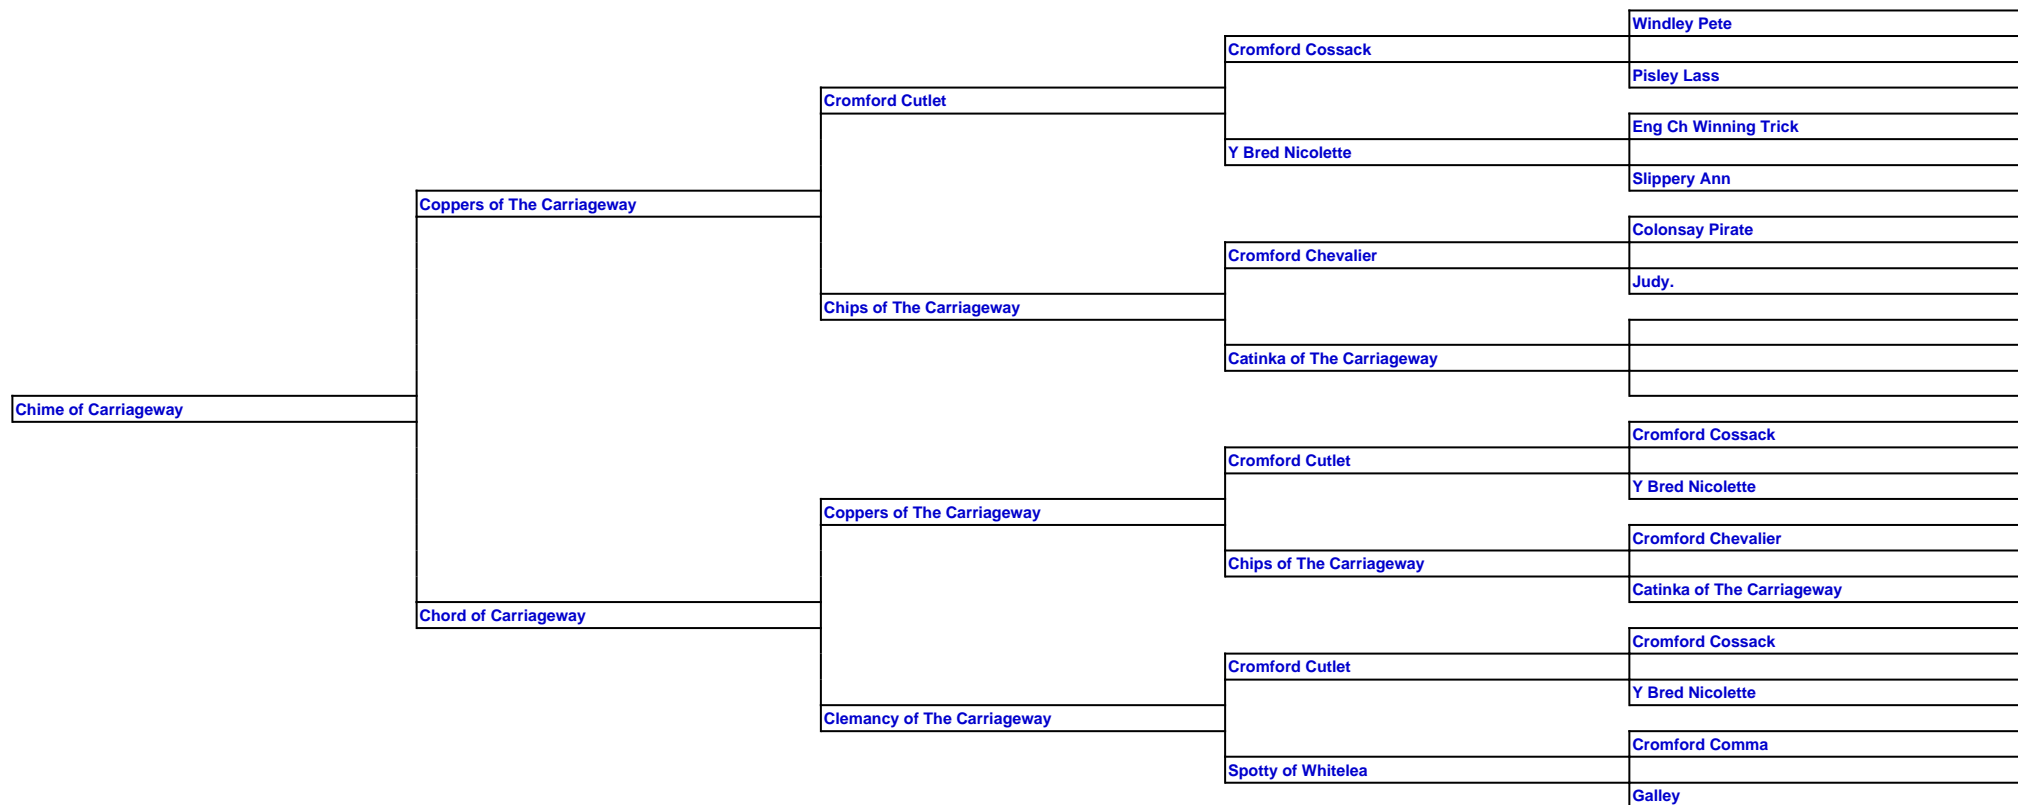 Windley Pete
Cromford Cossack
Pisley Lass
Cromford Cutlet
Eng Ch Winning Trick
Y Bred Nicolette
Slippery Ann
Coppers of The Carriageway
Colonsay Pirate
Cromford Chevalier
Judy.
Chips of The Carriageway
Catinka of The Carriageway
Chime of Carriageway
Cromford Cossack
Cromford Cutlet
Y Bred Nicolette
Coppers of The Carriageway
Cromford Chevalier
Chips of The Carriageway
Catinka of The Carriageway
Chord of Carriageway
Cromford Cossack
Cromford Cutlet
Y Bred Nicolette
Clemancy of The Carriageway
Cromford Comma
Spotty of Whitelea
Galley